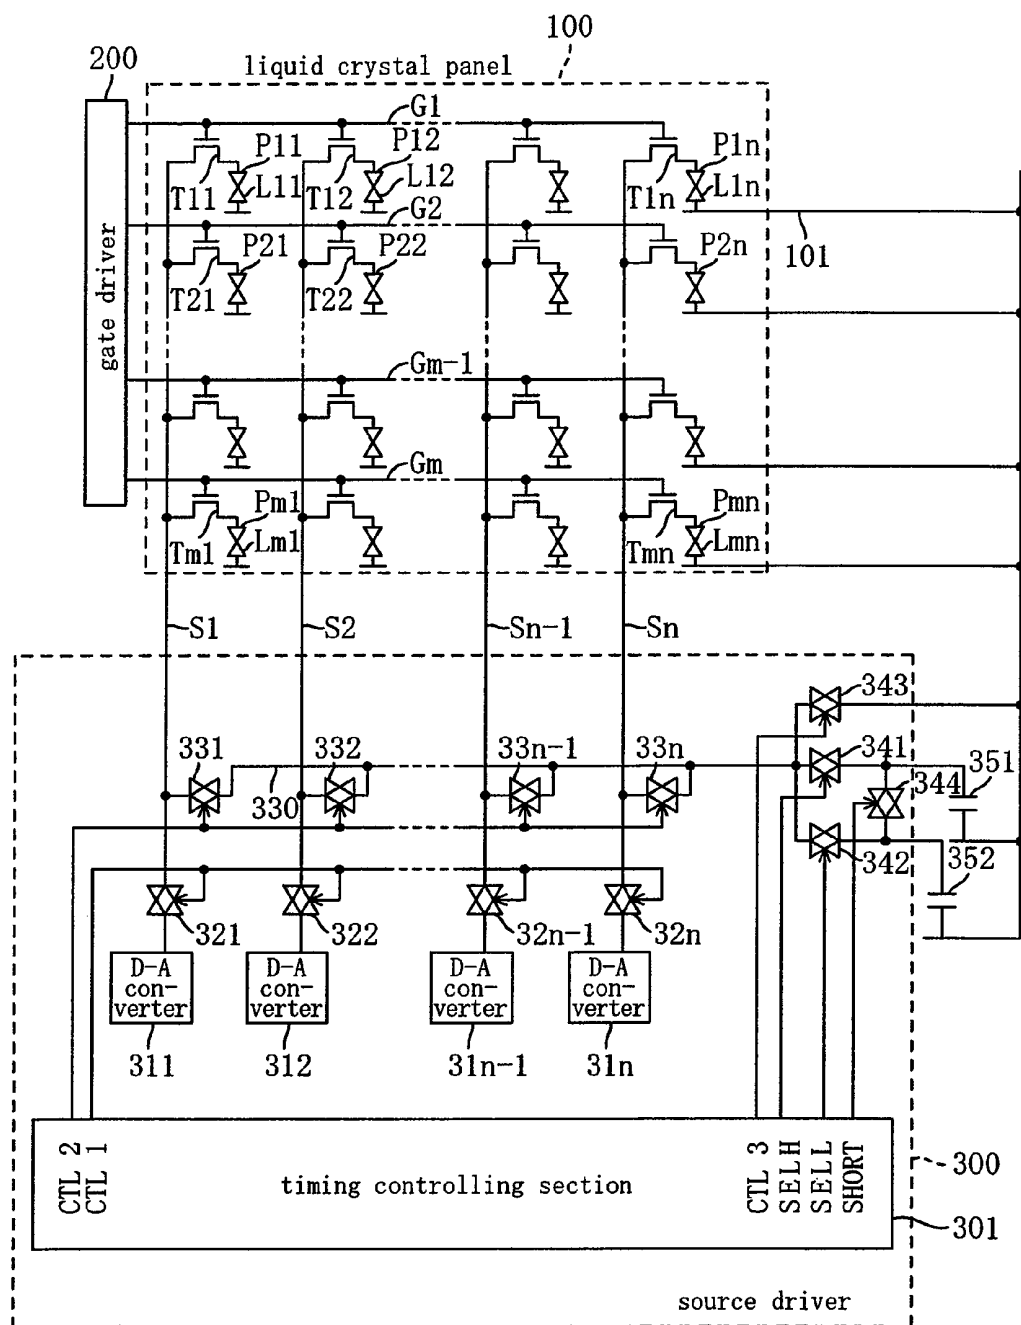 100
200
liquid crystal panel
G1
P11
P12
P1n
L11
L12
L1n
T11
T12
T1n
G2
101
P21
P22
P2n
T21
T22
gate driver
Gm-1
Gm
Pm1
Pmn
Tm1
Lm1
Tmn
Lmn
S1
S2
Sn-1
Sn
343
331
332
33n-1
33n
341
351
330
344
342
352
321
322
32n-1
32n
D-A
con-
verter
D-A
con-
verter
D-A
con-
verter
D-A
con-
verter
311
312
31n-1
31n
CTL 2
CTL 1
timing controlling section
CTL 3
SELH
SELL
SHORT
300
301
source driver